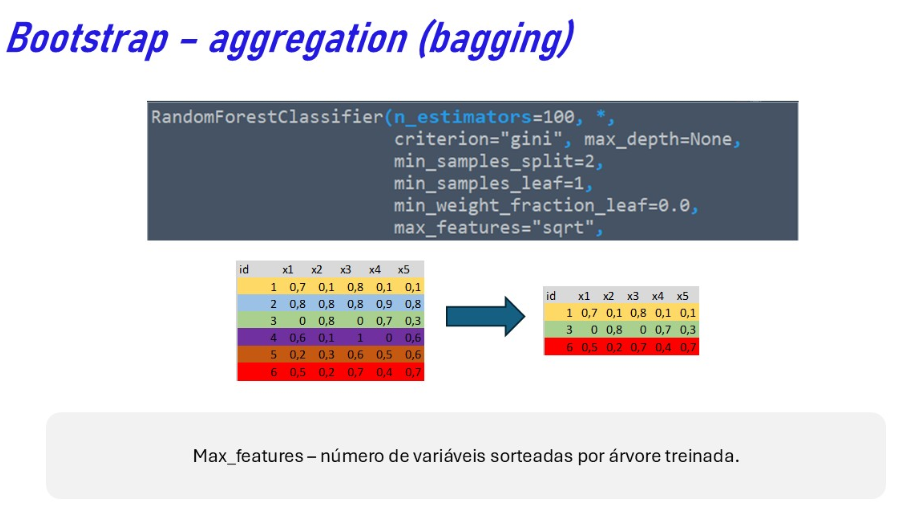 Bootstrap – aggregation (bagging)
RandomForestClassifier(n_estimators=100, *,
criterion="gini", max_depth=None,
min_samples_split=2,
min_samples_leaf=1,
min_weight_fraction_leaf=0.0,
max_features="sqrt",
id x1 x2 x3 x4 x5
1 0,7 0,1 0,8 0,1 0,1
2 0,8 0,8 0,8 0,9 0,8
3 0 0,8 0 0,7 0,3
4 0,6 0,1 1 0 0,6
5 0,2 0,3 0,6 0,5 0,6
6 0,5 0,2 0,7 0,4 0,7
id x1 x2 x3 x4 x5
1 0,7 0,1 0,8 0,1 0,1
3 0 0,8 0 0,7 0,3
6 0,5 0,2 0,7 0,4 0,7
Max_features – número de variáveis sorteadas por árvore treinada.